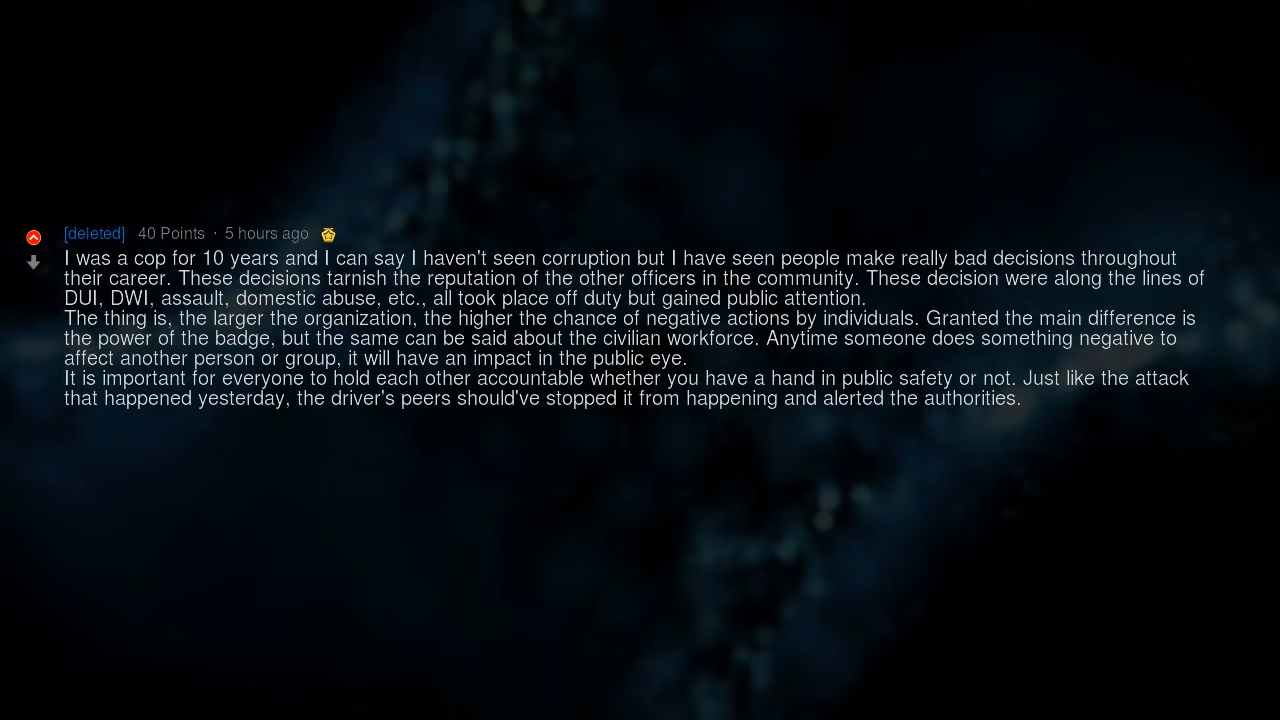 [deleted] 40 Points · 5 hours ago
I was a cop for 10 years and I can say I haven't seen corruption but I have seen people make really bad decisions throughout
their career. These decisions tarnish the reputation of the other officers in the community. These decision were along the lines of
DUI, DWI, assault, domestic abuse, etc., all took place off duty but gained public attention.
The thing is, the larger the organization, the higher the chance of negative actions by individuals. Granted the main difference is
the power of the badge, but the same can be said about the civilian workforce. Anytime someone does something negative to
affect another person or group, it will have an impact in the public eye.
It is important for everyone to hold each other accountable whether you have a hand in public safety or not. Just like the attack
that happened yesterday, the driver's peers should've stopped it from happening and alerted the authorities.